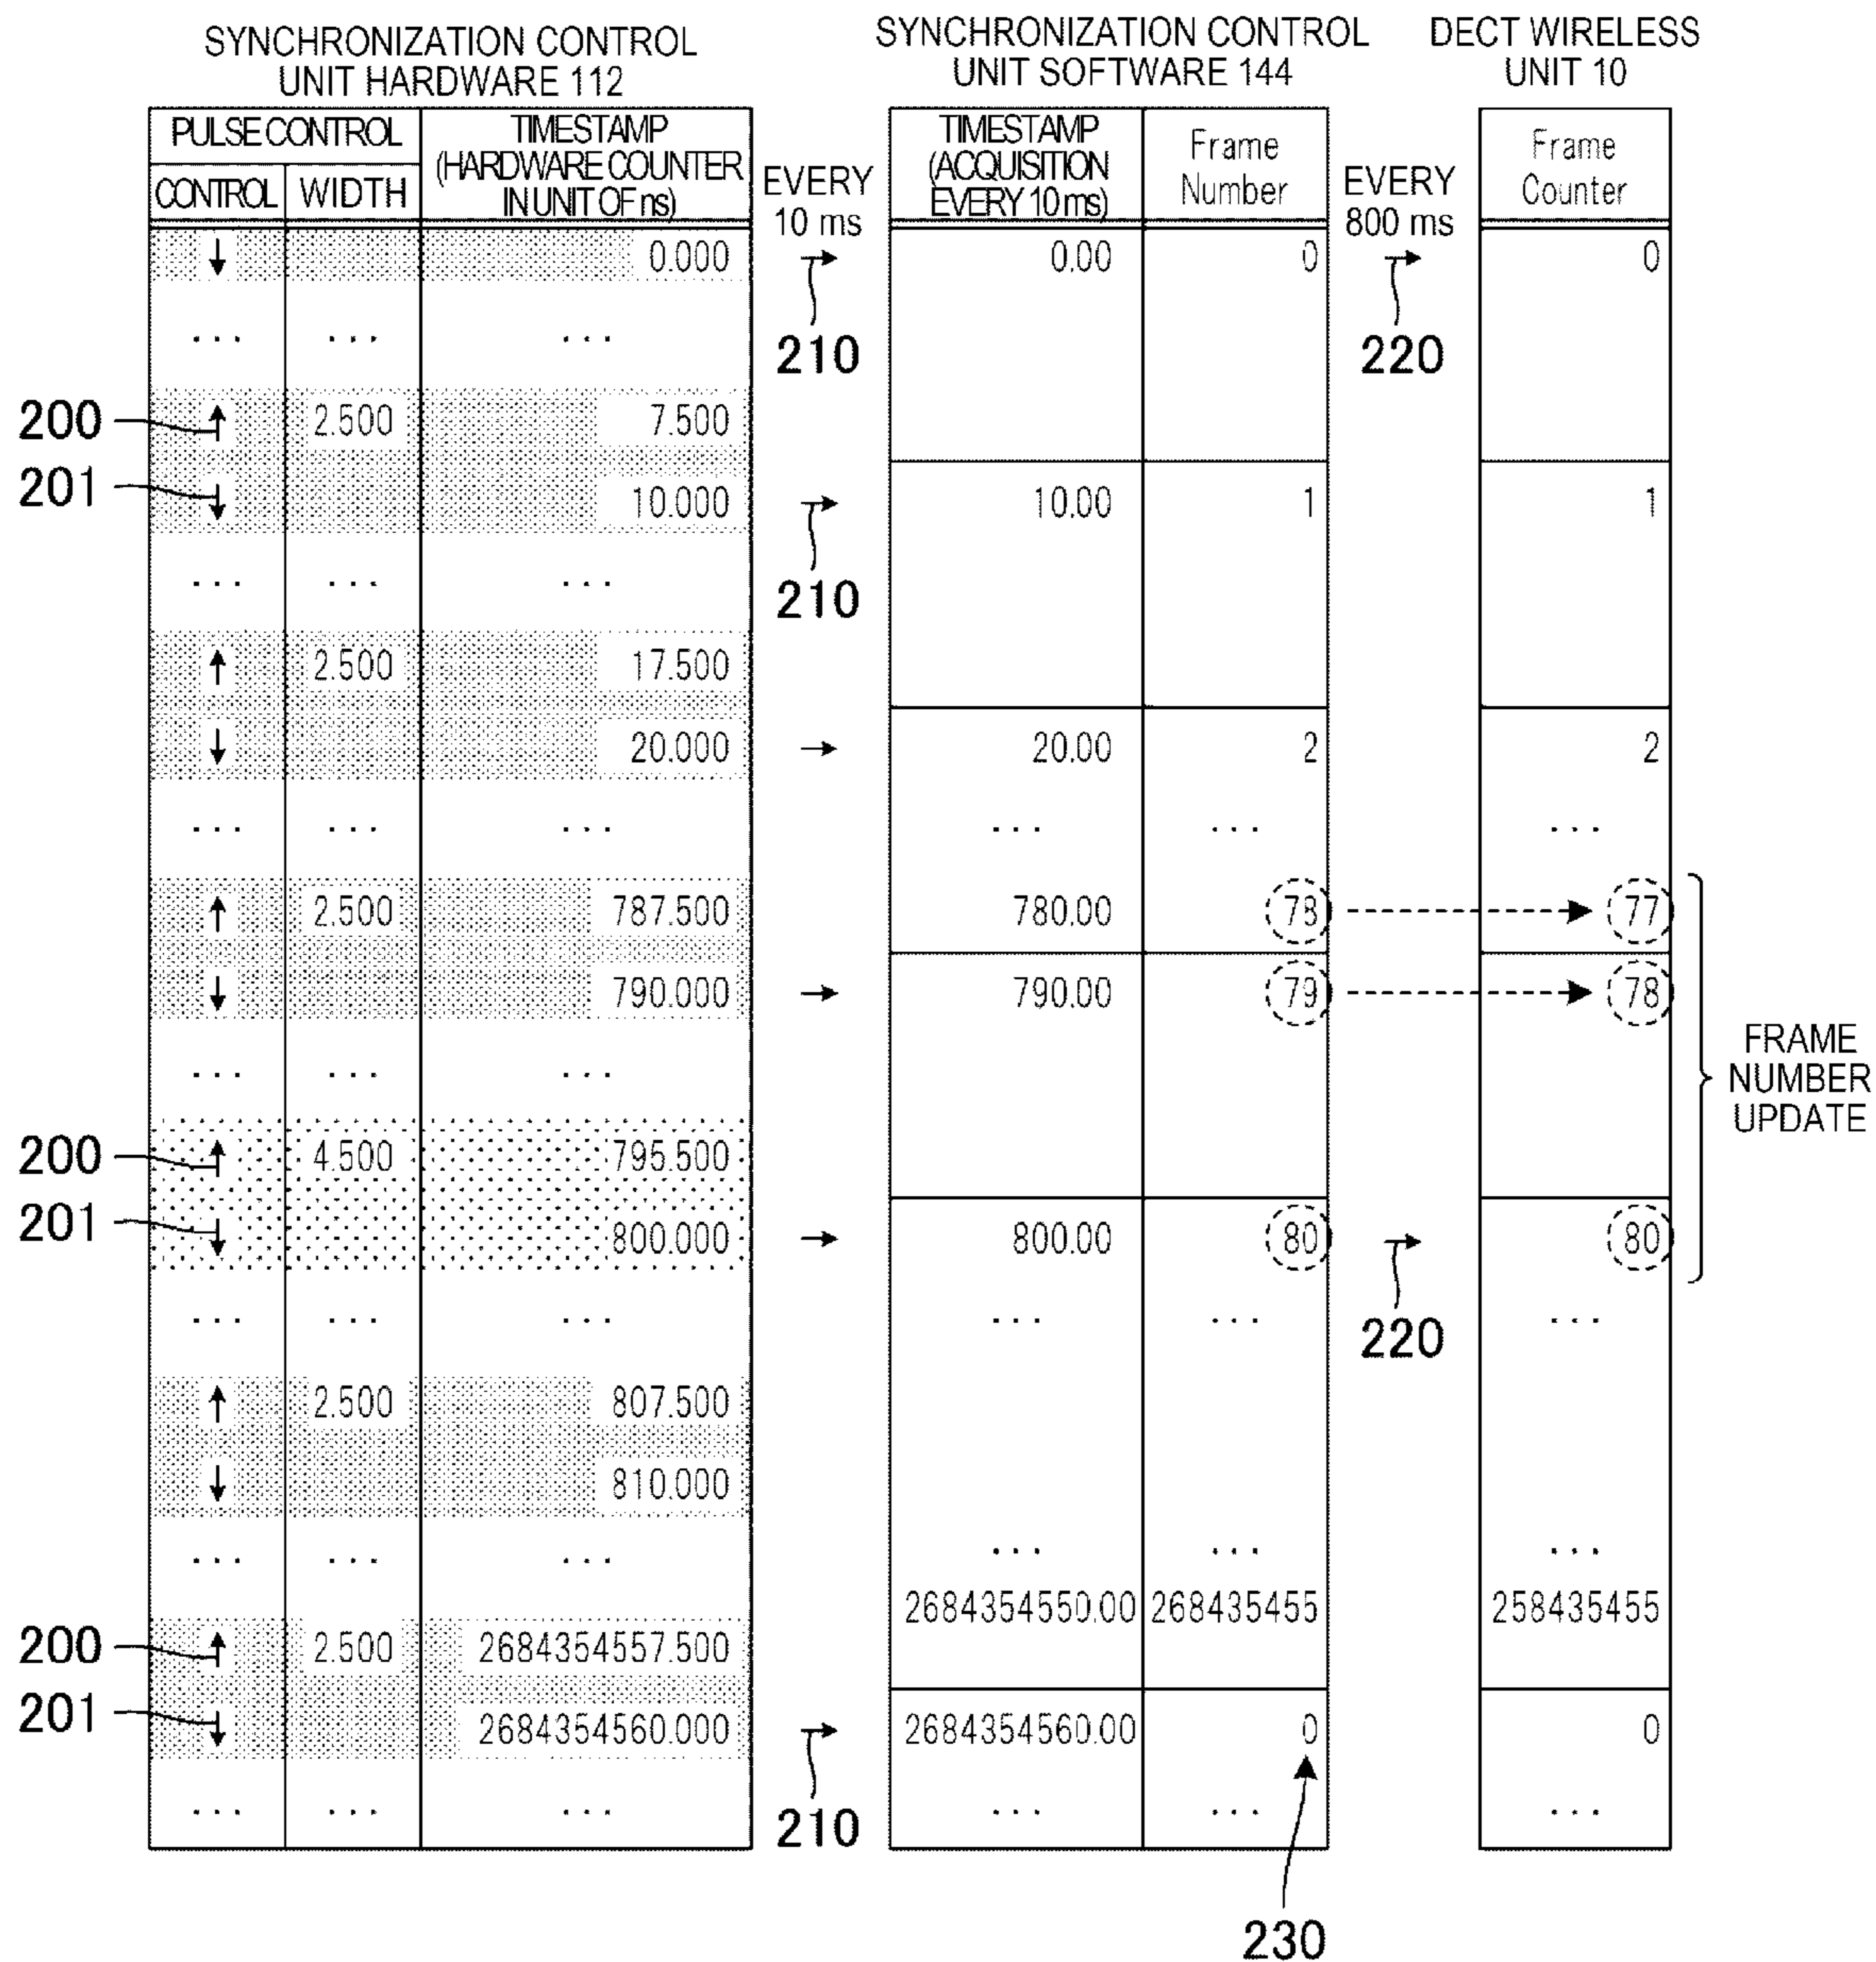 SYNCHRONIZATION CONTROL
UNIT HARDWARE 112
SYNCHRONIZATION CONTROL
UNIT SOFTWARE 144
DECT WIRELESS
UNIT 10
PULSE CONTROL
CONTROL WIDTH
TIMESTAMP
(HARDWARE COUNTER
IN UNIT OF ns)
EVERY
10 ms
TIMESTAMP
(ACQUISITION
EVERY 10 ms)
Frame
Number
EVERY
800 ms
Frame
Counter
↓ 0.000 → 0.00 0 → 0
210 220
... ... ...
200 ↑ 2.500 7.500
201 ↓ 10.000 → 10.00 1 1
210
... ... ...
↑ 2.500 17.500
↓ 20.000 → 20.00 2 2
... ... ... ... ... ...
↑ 2.500 787.500 780.00 78 → 77
↓ 790.000 → 790.00 79 → 78
... ... ...
FRAME
NUMBER
UPDATE
200 ↑ 4.500 795.500
201 ↓ 800.000 → 800.00 80 → 80
220
... ... ... ... ... ...
↑ 2.500 807.500
↓ 810.000
... ... ... ... ... ...
2684354550.00 268435455 258435455
200 ↑ 2.500 2684354557.500
201 ↓ 2684354560.000 → 2684354560.00 0 0
210
... ... ... ... ... ...
230